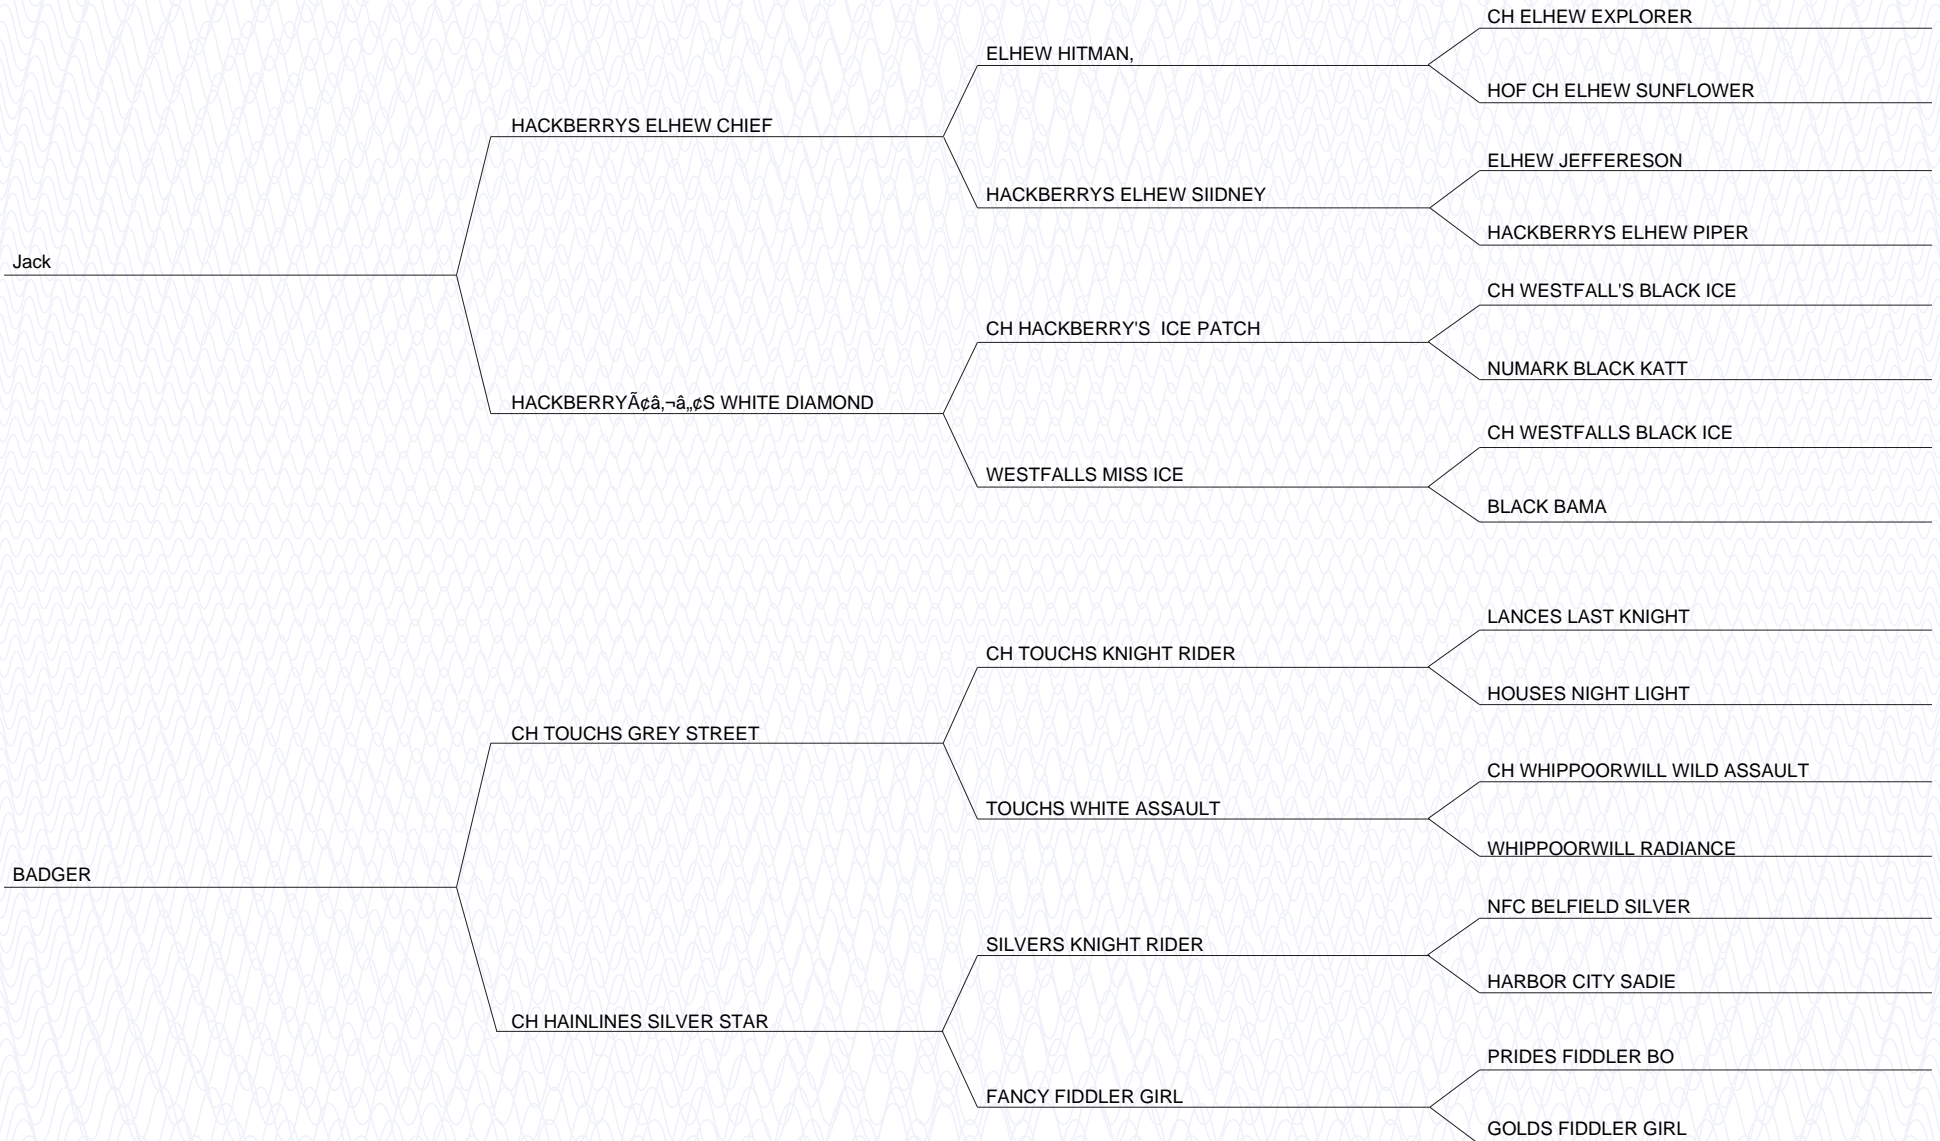 CH ELHEW EXPLORER
ELHEW HITMAN,
HOF CH ELHEW SUNFLOWER
HACKBERRYS ELHEW CHIEF
ELHEW JEFFERESON
HACKBERRYS ELHEW SIIDNEY
HACKBERRYS ELHEW PIPER
Jack
CH WESTFALL'S BLACK ICE
CH HACKBERRY'S  ICE PATCH
NUMARK BLACK KATT
HACKBERRYÃ¢â‚¬â„¢S WHITE DIAMOND
CH WESTFALLS BLACK ICE
WESTFALLS MISS ICE
BLACK BAMA
LANCES LAST KNIGHT
CH TOUCHS KNIGHT RIDER
HOUSES NIGHT LIGHT
CH TOUCHS GREY STREET
CH WHIPPOORWILL WILD ASSAULT
TOUCHS WHITE ASSAULT
WHIPPOORWILL RADIANCE
BADGER
NFC BELFIELD SILVER
SILVERS KNIGHT RIDER
HARBOR CITY SADIE
CH HAINLINES SILVER STAR
PRIDES FIDDLER BO
FANCY FIDDLER GIRL
GOLDS FIDDLER GIRL